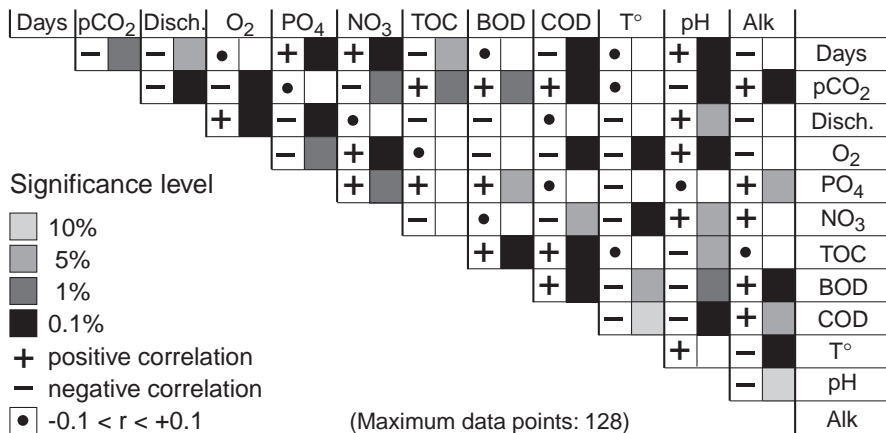 Days pCO₂ Disch. O₂ PO₄ NO₃ TOC BOD COD T° pH Alk
− − • + + − • − • + − Days
− − • − + + + • − + pCO₂
+ − • − − • − + − Disch.
− + • − − − + − O₂
Significance level
+ + + • − • + PO₄
10%
− • − − + + NO₃
5%
+ + • − • TOC
1%
+ − − + BOD
0.1%
− − + COD
+ positive correlation
+ − T°
− negative correlation
− pH
• -0.1 < r < +0.1 (Maximum data points: 128) Alk